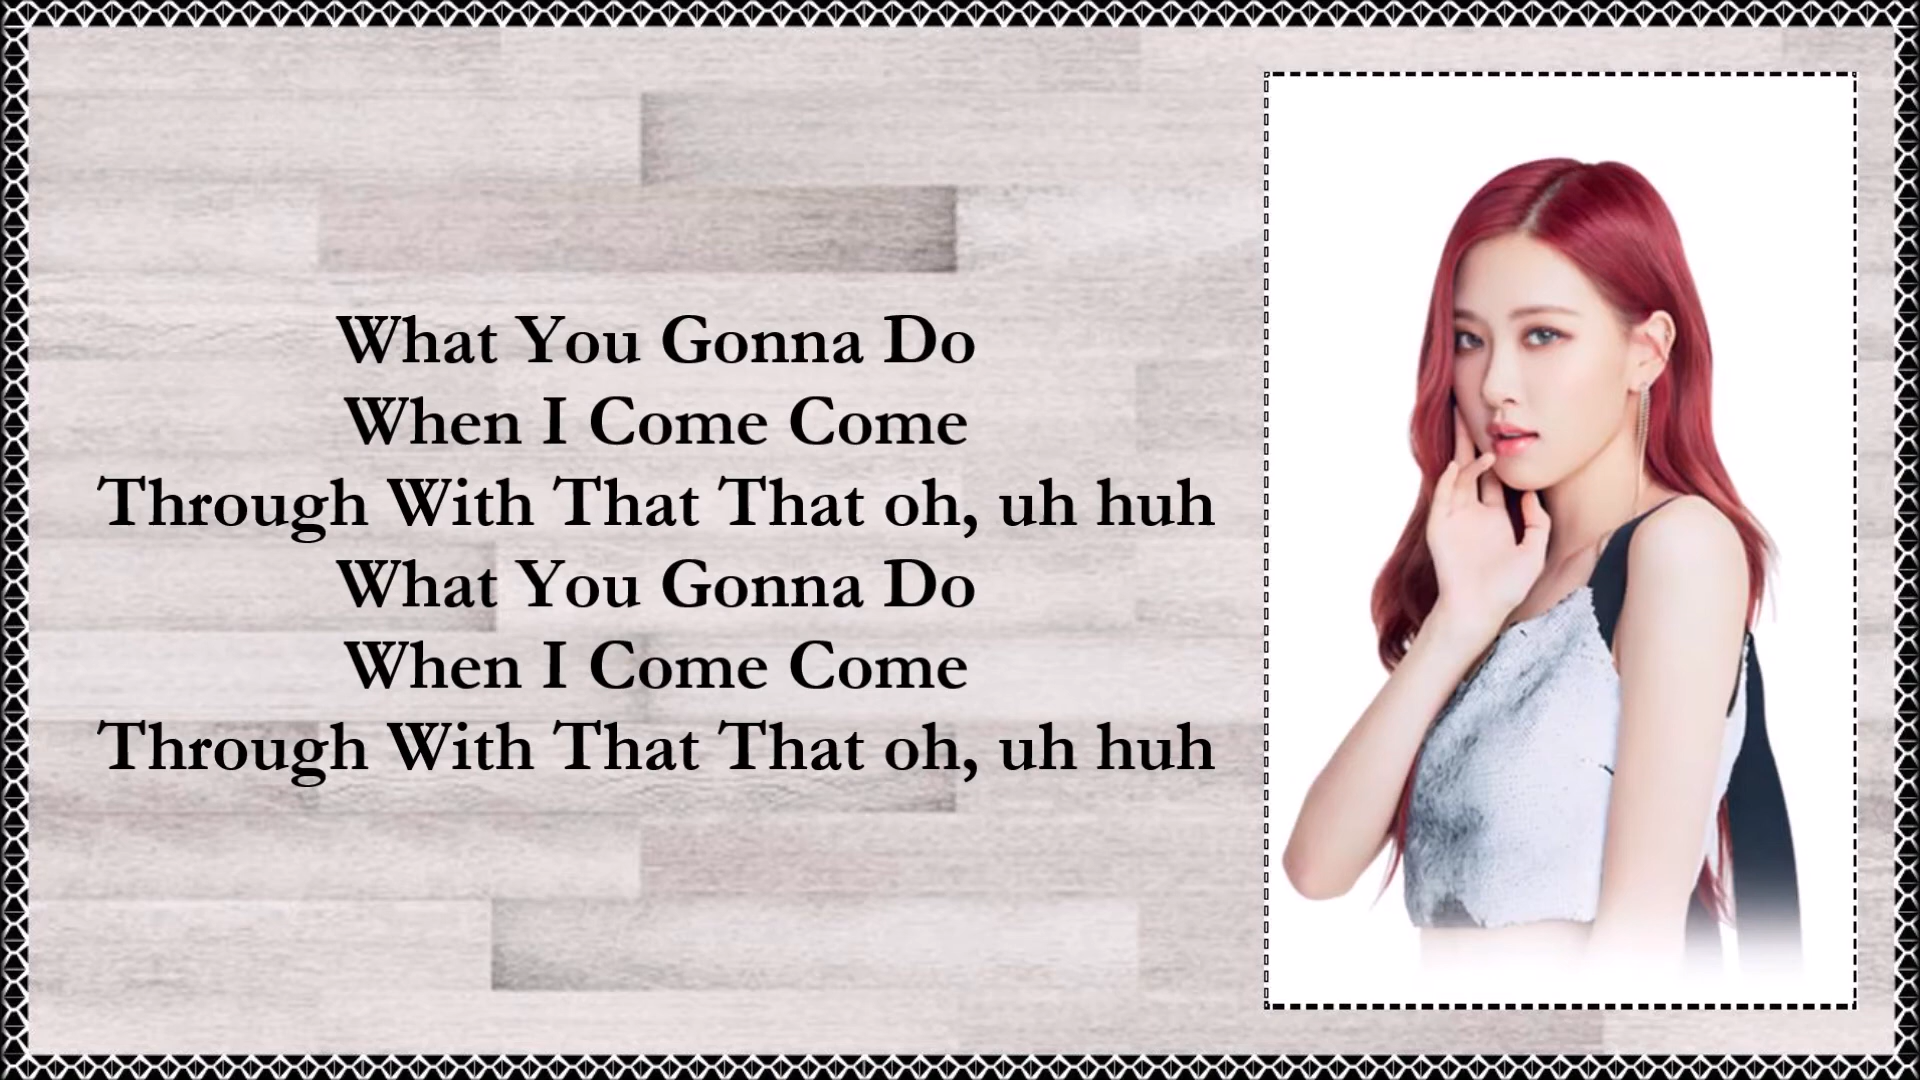 What You Gonna Do
When I Come Come
Through With That That oh, uh huh
What You Gonna Do
When I Come Come
Through With That That oh, uh huh